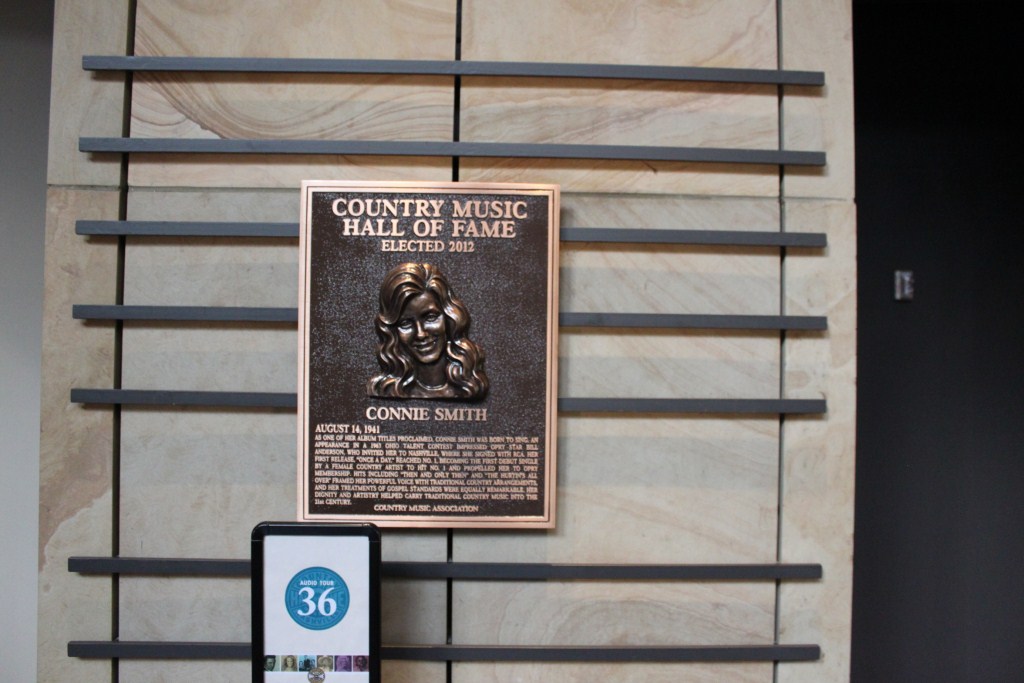 COUNTRY MUSIC
HALL OF FAME
ELECTED 2012
CONNIE SMITH
AUGUST 14, 1941
AS ONE OF HER ALBUM TITLES PROCLAIMED, CONNIE SMITH WAS BORN TO SING. AN
APPEARANCE IN A 1963 OHIO TALENT CONTEST IMPRESSED OPRY STAR BILL
ANDERSON, WHO INVITED HER TO NASHVILLE, WHERE SHE SIGNED WITH RCA. HER
FIRST RELEASE, "ONCE A DAY," REACHED NO. 1, BECOMING THE FIRST DEBUT SINGLE
BY A FEMALE COUNTRY ARTIST TO HIT NO. 1 AND PROPELLED HER TO OPRY
MEMBERSHIP. HITS INCLUDING "THEN AND ONLY THEN" AND "THE HURTIN'S ALL
OVER" FRAMED HER POWERFUL VOICE WITH TRADITIONAL COUNTRY ARRANGEMENTS,
AND HER TREATMENTS OF GOSPEL STANDARDS WERE EQUALLY REMARKABLE. HER
DIGNITY AND ARTISTRY HELPED CARRY TRADITIONAL COUNTRY MUSIC INTO THE
21st CENTURY.
COUNTRY MUSIC ASSOCIATION
AUDIO TOUR
36